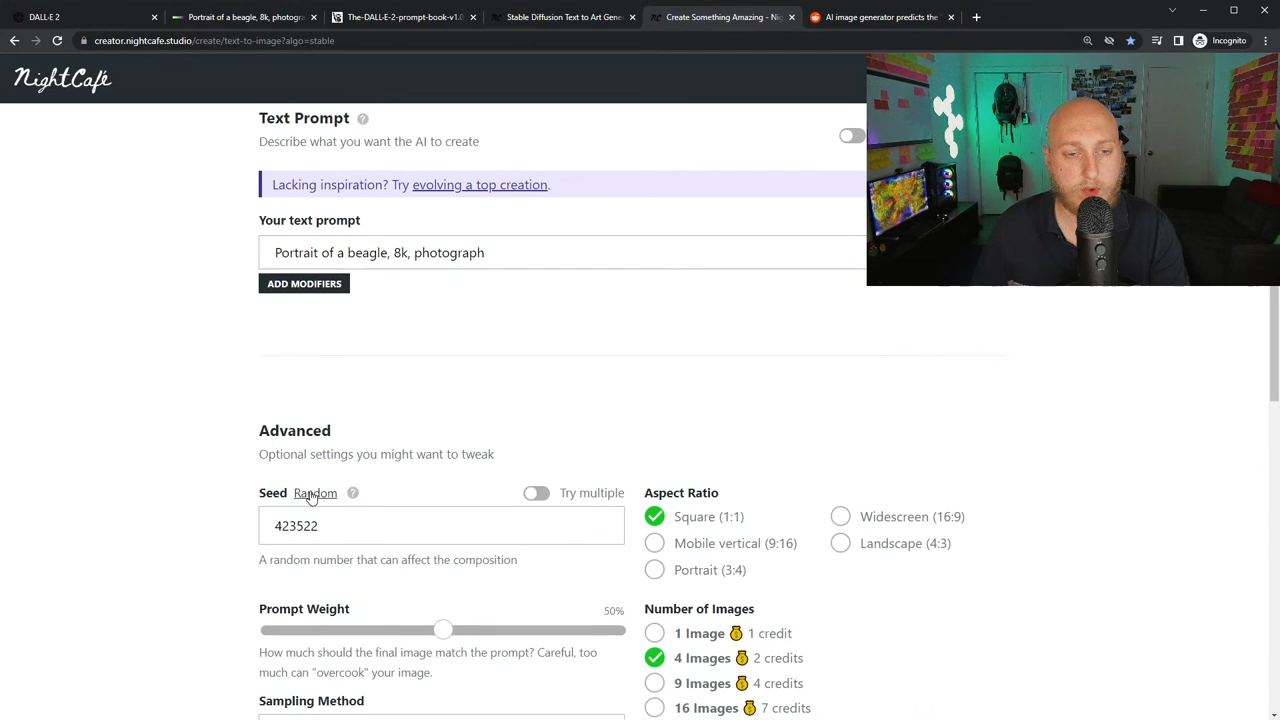 DALL-E 2
Portrait of a beagle, 8k, photogra
The-DALL-E-2-prompt-book-v1.0
Stable Diffusion Text to Art Gene
Create Something Amazing - Nig
AI image generator predicts the
creator.nightcafe.studio/create/text-to-image?algo=stable
Incognito
NightCafé
Text Prompt
Describe what you want the AI to create
Lacking inspiration? Try evolving a top creation.
Your text prompt
Portrait of a beagle, 8k, photograph
ADD MODIFIERS
Advanced
Optional settings you might want to tweak
Seed Random
Try multiple
423522
A random number that can affect the composition
Aspect Ratio
Square (1:1)
Widescreen (16:9)
Mobile vertical (9:16)
Landscape (4:3)
Portrait (3:4)
Prompt Weight
50%
How much should the final image match the prompt? Careful, too
much can "overcook" your image.
Sampling Method
Number of Images
1 Image 1 credit
4 Images 2 credits
9 Images 4 credits
16 Images 7 credits